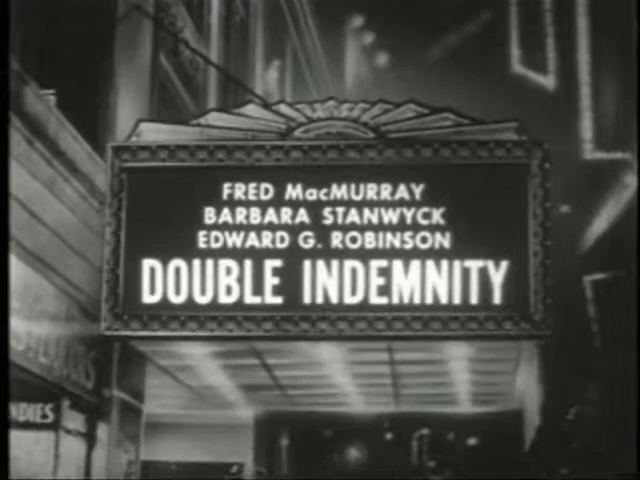 FRED MacMURRAY
BARBARA STANWYCK
EDWARD G. ROBINSON
DOUBLE INDEMNITY